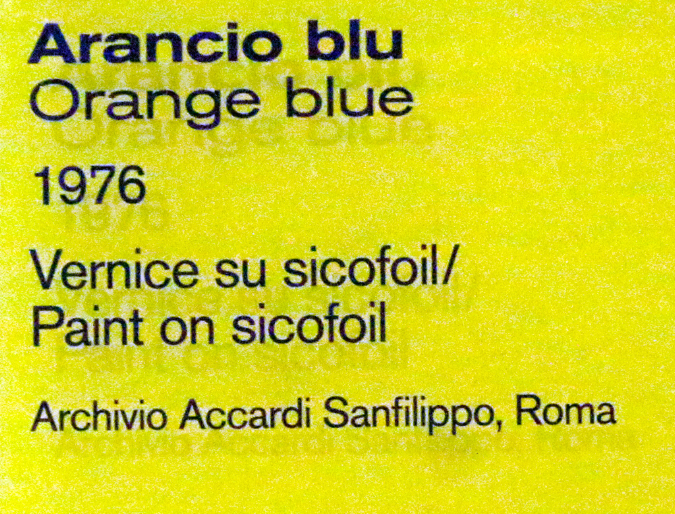 Arancio blu
Orange blue
1976
Vernice su sicofoil/
Paint on sicofoil
Archivio Accardi Sanfilippo, Roma